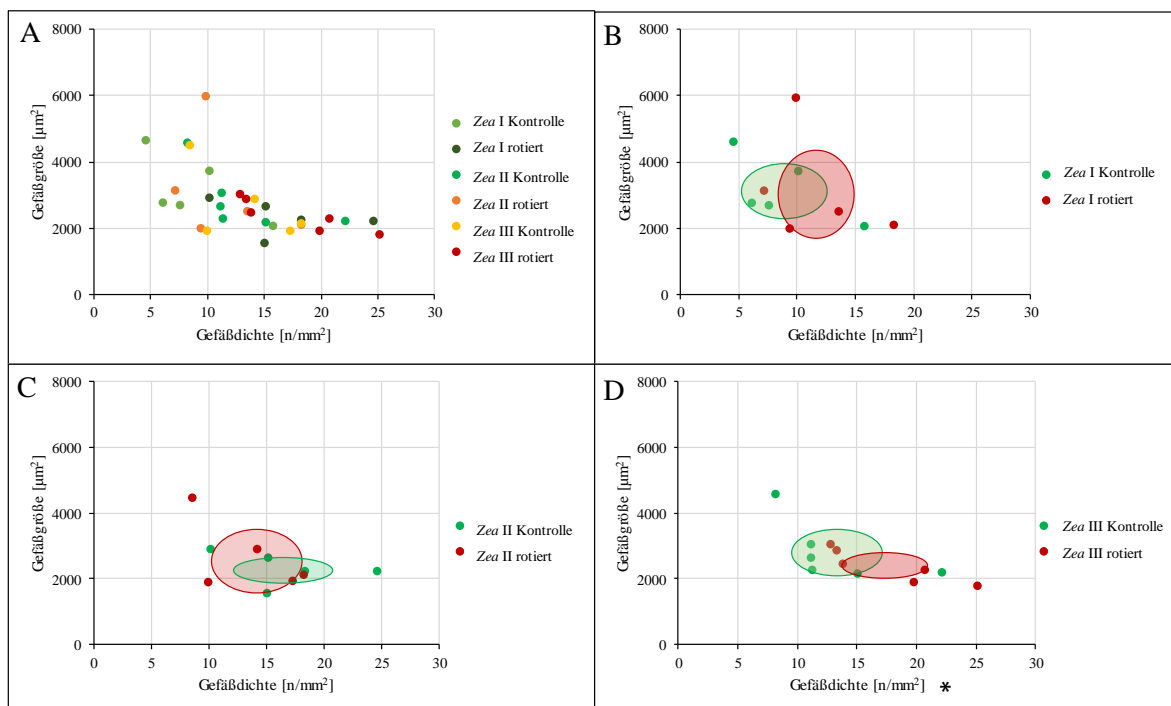 A
8000
6000
4000
2000
0
Gefäßgröße [µm²]
0 5 10 15 20 25 30
Gefäßdichte [n/mm²]
Zea I Kontrolle
Zea I rotiert
Zea II Kontrolle
Zea II rotiert
Zea III Kontrolle
Zea III rotiert
B
8000
6000
4000
2000
0
Gefäßgröße [µm²]
0 5 10 15 20 25 30
Gefäßdichte [n/mm²]
Zea I Kontrolle
Zea I rotiert
C
8000
6000
4000
2000
0
Gefäßgröße [µm²]
0 5 10 15 20 25 30
Gefäßdichte [n/mm²]
Zea II Kontrolle
Zea II rotiert
D
8000
6000
4000
2000
0
Gefäßgröße [µm²]
0 5 10 15 20 25 30
Gefäßdichte [n/mm²] *
Zea III Kontrolle
Zea III rotiert